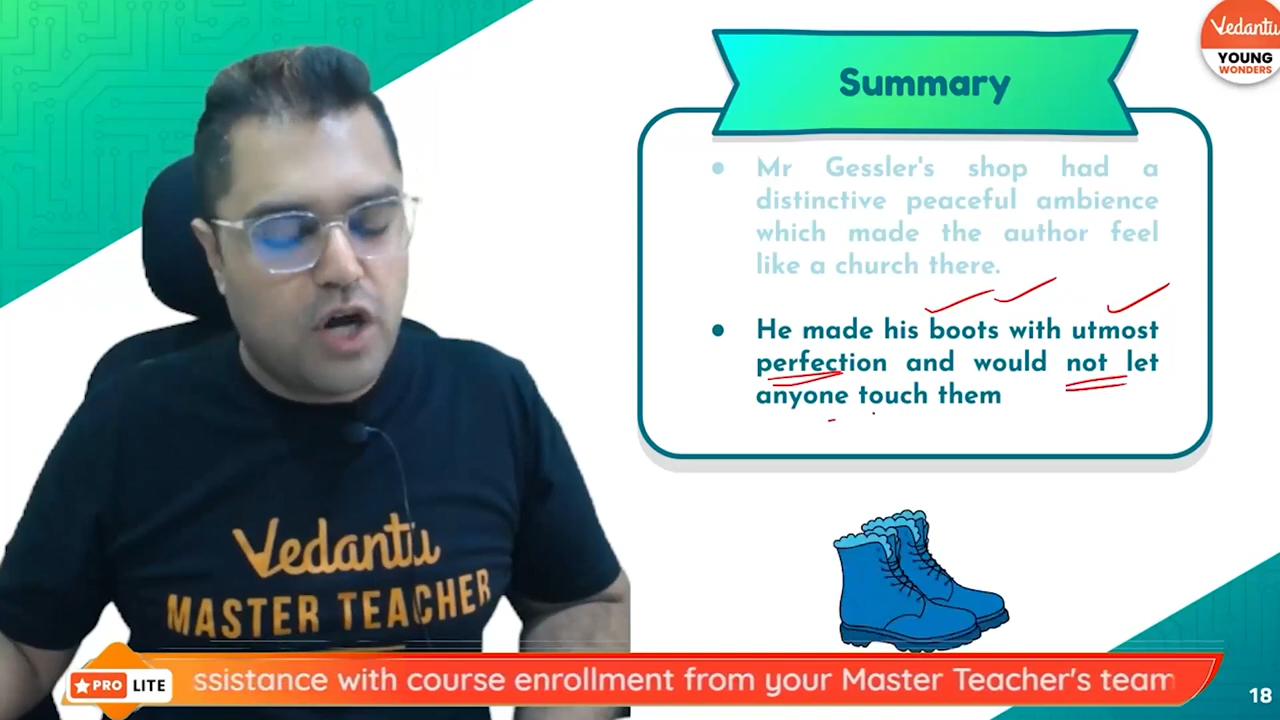 Vedantu
YOUNG
WONDERS
Summary
• Mr Gessler's shop had a
distinctive peaceful ambience
which made the author feel
like a church there.
• He made his boots with utmost
perfection and would not let
anyone touch them
Vedantu
MASTER TEACHER
PRO LITE
ssistance with course enrollment from your Master Teacher's team
18